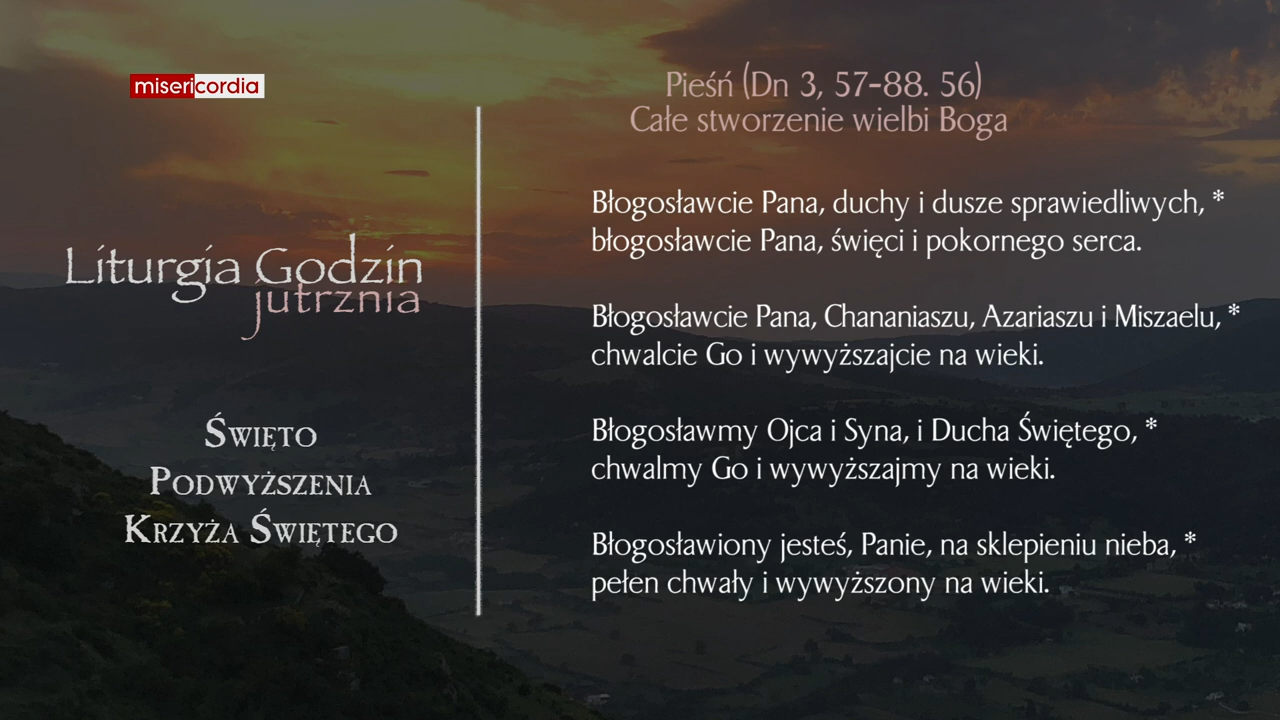 misericordia
Liturgia Godzin
jutrznia
Święto
Podwyższenia
Krzyża Świętego
Pieśń (Dn 3, 57-88. 56)
Całe stworzenie wielbi Boga
Błogosławcie Pana, duchy i dusze sprawiedliwych, *
błogosławcie Pana, święci i pokornego serca.
Błogosławcie Pana, Chananiaszu, Azariaszu i Miszaelu, *
chwalcie Go i wywyższajcie na wieki.
Błogosławmy Ojca i Syna, i Ducha Świętego, *
chwalmy Go i wywyższajmy na wieki.
Błogosławiony jesteś, Panie, na sklepieniu nieba, *
pełen chwały i wywyższony na wieki.